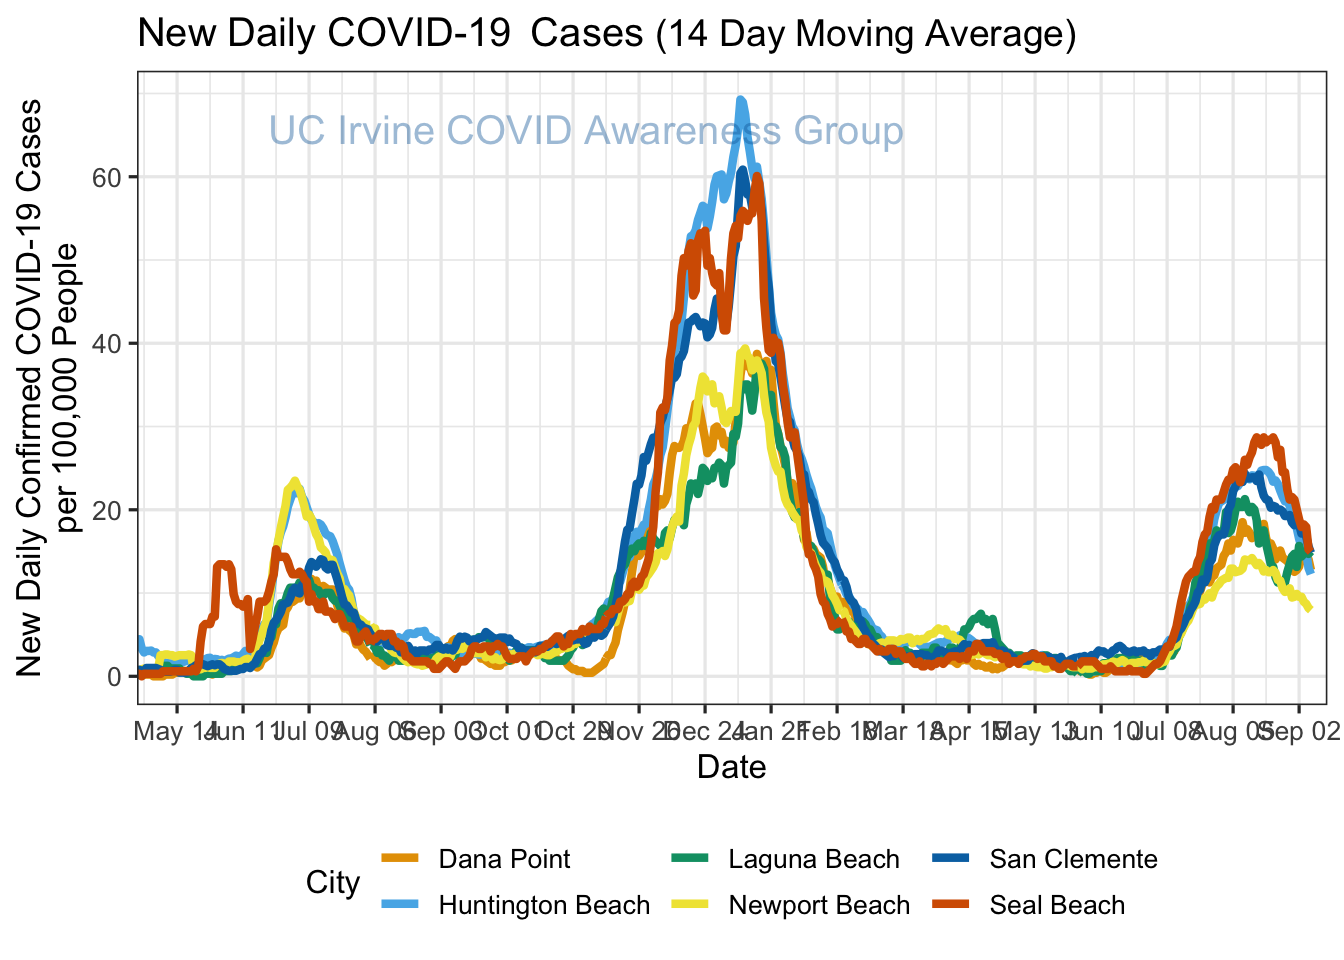 New Daily COVID-19  Cases (14 Day Moving Average)
UC Irvine COVID Awareness Group
New Daily Confirmed COVID-19 Cases
per 100,000 People
60
40
20
0
May 14 Jun 11 Jul 09 Aug 06 Sep 03 Oct 01 Oct 29 Nov 26 Dec 24 Jan 21 Feb 18 Mar 18 Apr 15 May 13 Jun 10 Jul 08 Aug 05 Sep 02
Date
City
Dana Point Laguna Beach San Clemente
Huntington Beach Newport Beach Seal Beach